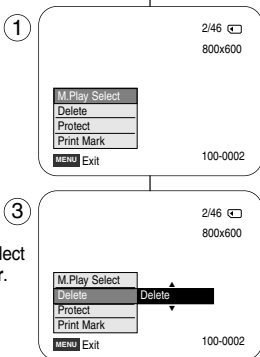 1
2/46
800x600
M.Play Select
Delete
Protect
Print Mark
MENU Exit 100-0002
3
2/46
800x600
lect
r.
M.Play Select
Delete Delete
Protect
Print Mark
MENU Exit 100-0002